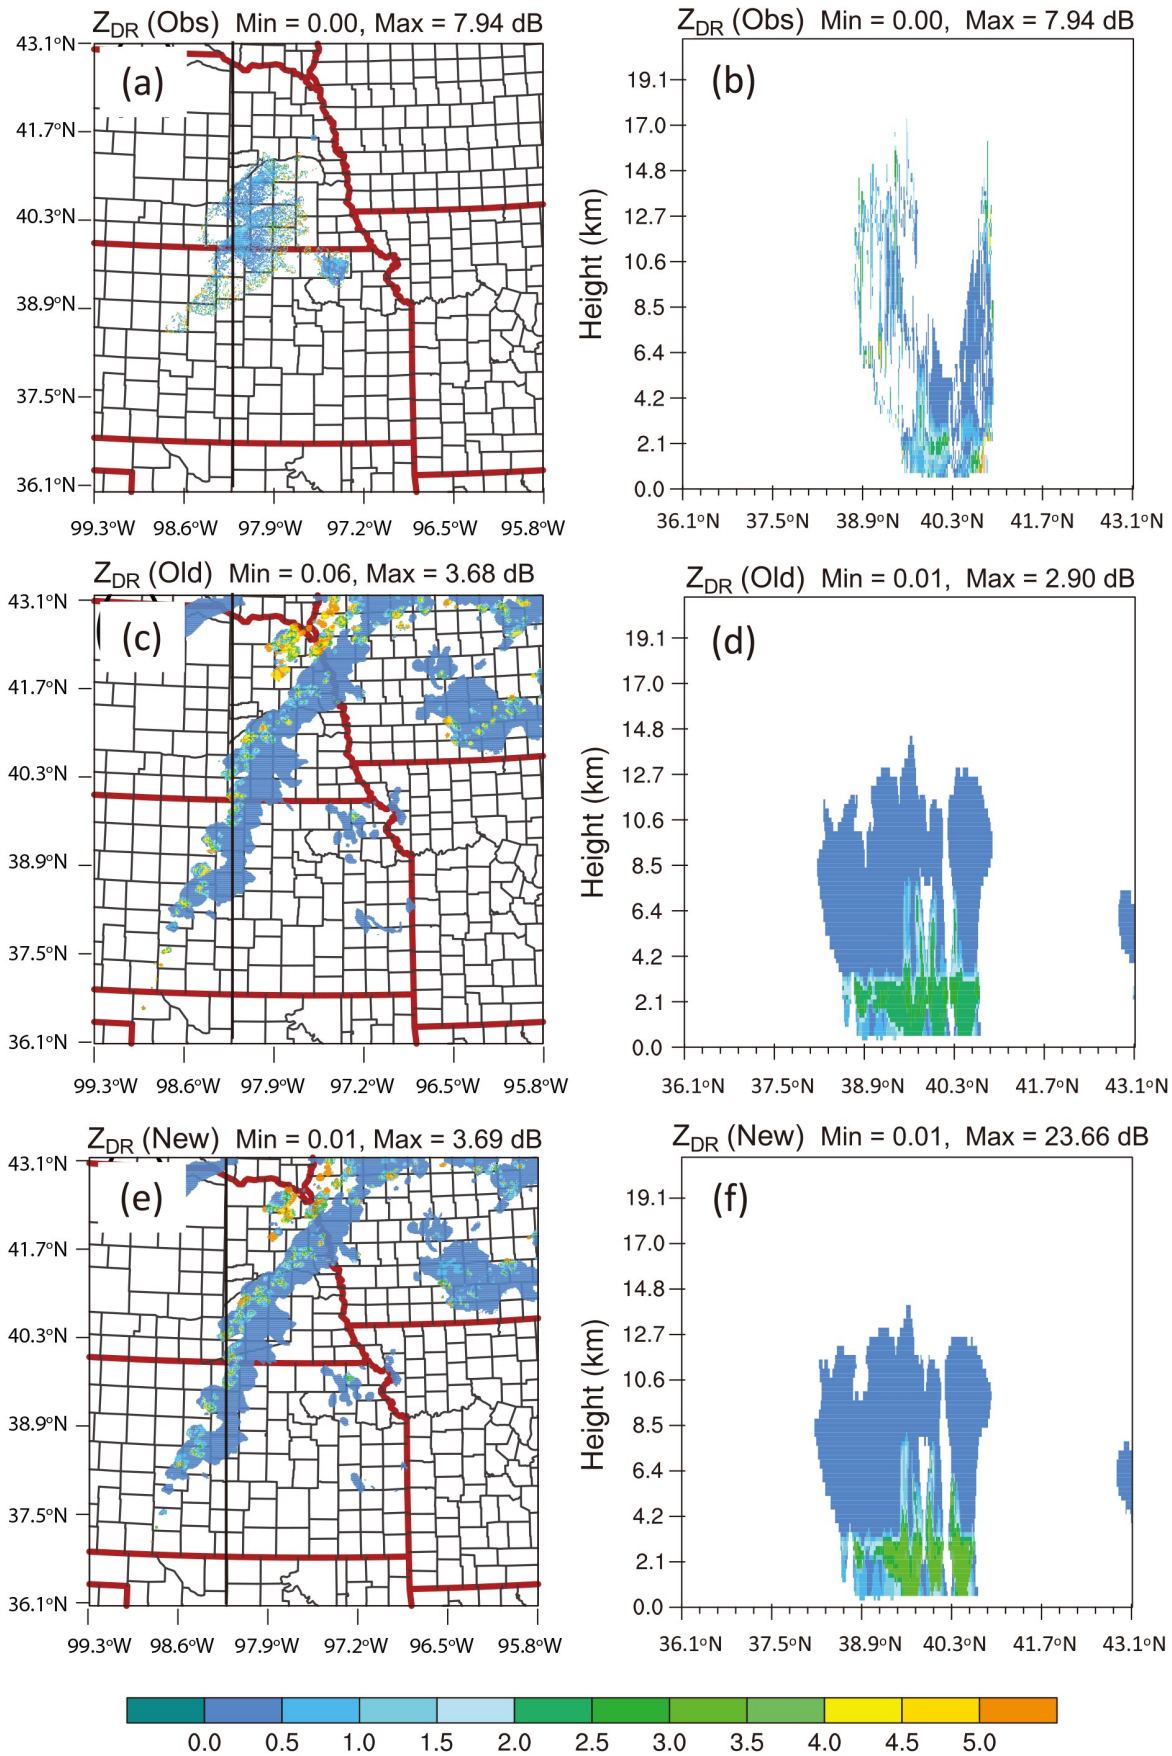 Z_DR (Obs) Min = 0.00, Max = 7.94 dB
(a)
43.1°N
41.7°N
40.3°N
38.9°N
37.5°N
36.1°N
99.3°W 98.6°W 97.9°W 97.2°W 96.5°W 95.8°W
Z_DR (Obs) Min = 0.00, Max = 7.94 dB
(b)
Height (km)
19.1
17.0
14.8
12.7
10.6
8.5
6.4
4.2
2.1
0.0
36.1°N 37.5°N 38.9°N 40.3°N 41.7°N 43.1°N
Z_DR (Old) Min = 0.06, Max = 3.68 dB
(c)
43.1°N
41.7°N
40.3°N
38.9°N
37.5°N
36.1°N
99.3°W 98.6°W 97.9°W 97.2°W 96.5°W 95.8°W
Z_DR (Old) Min = 0.01, Max = 2.90 dB
(d)
Height (km)
19.1
17.0
14.8
12.7
10.6
8.5
6.4
4.2
2.1
0.0
36.1°N 37.5°N 38.9°N 40.3°N 41.7°N 43.1°N
Z_DR (New) Min = 0.01, Max = 3.69 dB
(e)
43.1°N
41.7°N
40.3°N
38.9°N
37.5°N
36.1°N
99.3°W 98.6°W 97.9°W 97.2°W 96.5°W 95.8°W
Z_DR (New) Min = 0.01, Max = 23.66 dB
(f)
Height (km)
19.1
17.0
14.8
12.7
10.6
8.5
6.4
4.2
2.1
0.0
36.1°N 37.5°N 38.9°N 40.3°N 41.7°N 43.1°N
0.0 0.5 1.0 1.5 2.0 2.5 3.0 3.5 4.0 4.5 5.0